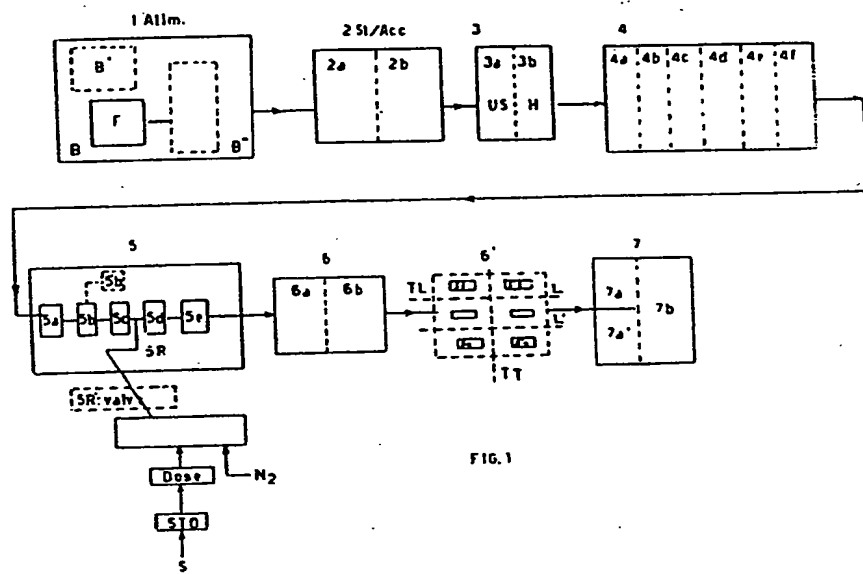 1 Alim.
2 St/Acc
3
4
B'
F
B
B"
2a 2b
3a 3b
US H
4a 4b 4c 4d 4e 4f
5
5a 5b 5c 5d 5e
5b'
5R
5R' valv
Dose
N2
STO
S
6
6a 6b
6'
TL
L
L'
TT
7
7a
7a'
7b
FIG.1